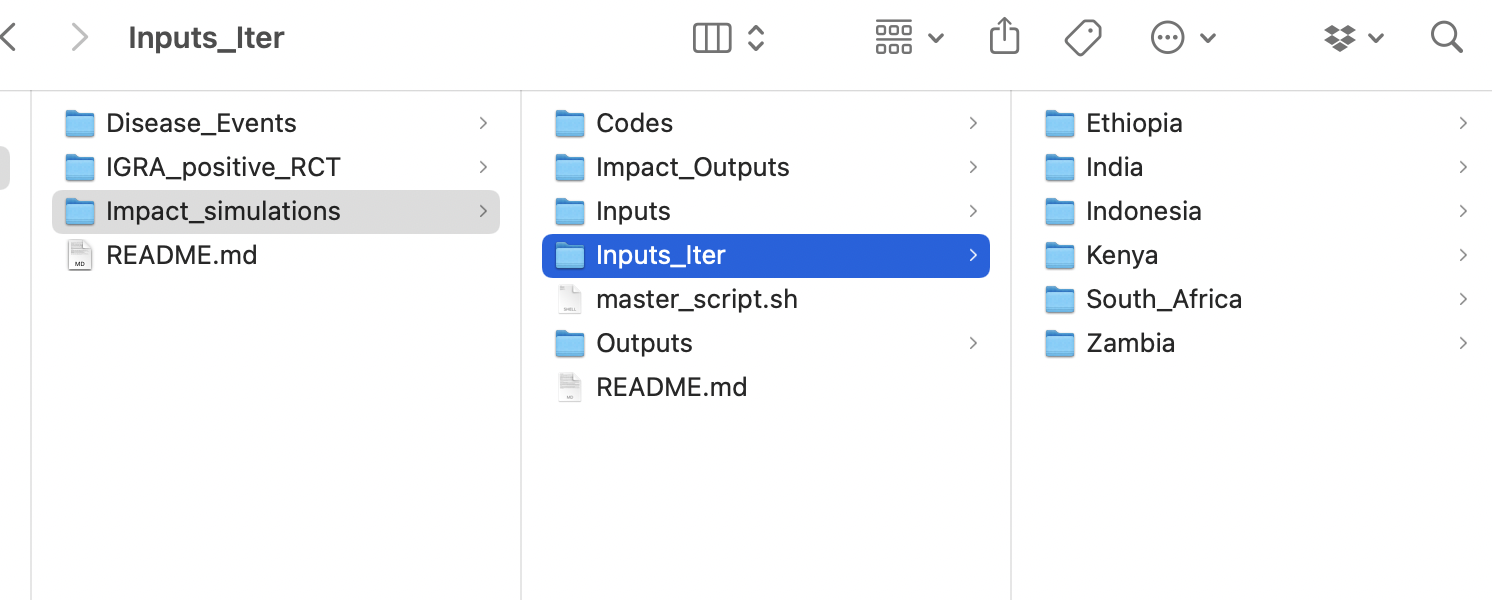 Inputs_Iter
Disease_Events
IGRA_positive_RCT
Impact_simulations
README.md
Codes
Impact_Outputs
Inputs
Inputs_Iter
master_script.sh
Outputs
README.md
Ethiopia
India
Indonesia
Kenya
South_Africa
Zambia